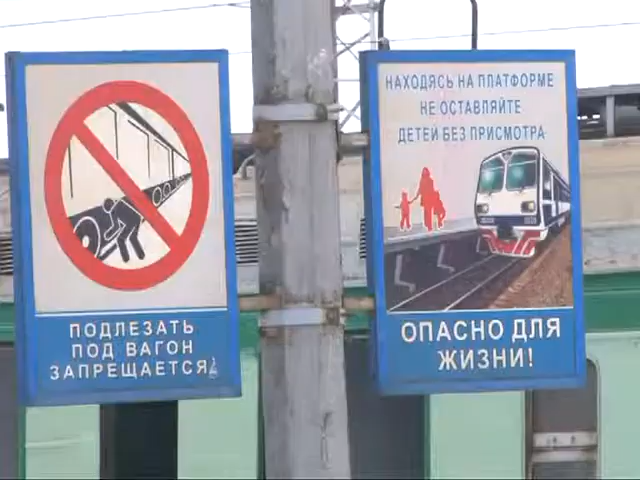 ПОДЛЕЗАТЬ
ПОД ВАГОН
ЗАПРЕЩАЕТСЯ!
НАХОДЯСЬ НА ПЛАТФОРМЕ
НЕ ОСТАВЛЯЙТЕ
ДЕТЕЙ БЕЗ ПРИСМОТРА
ОПАСНО ДЛЯ
ЖИЗНИ!